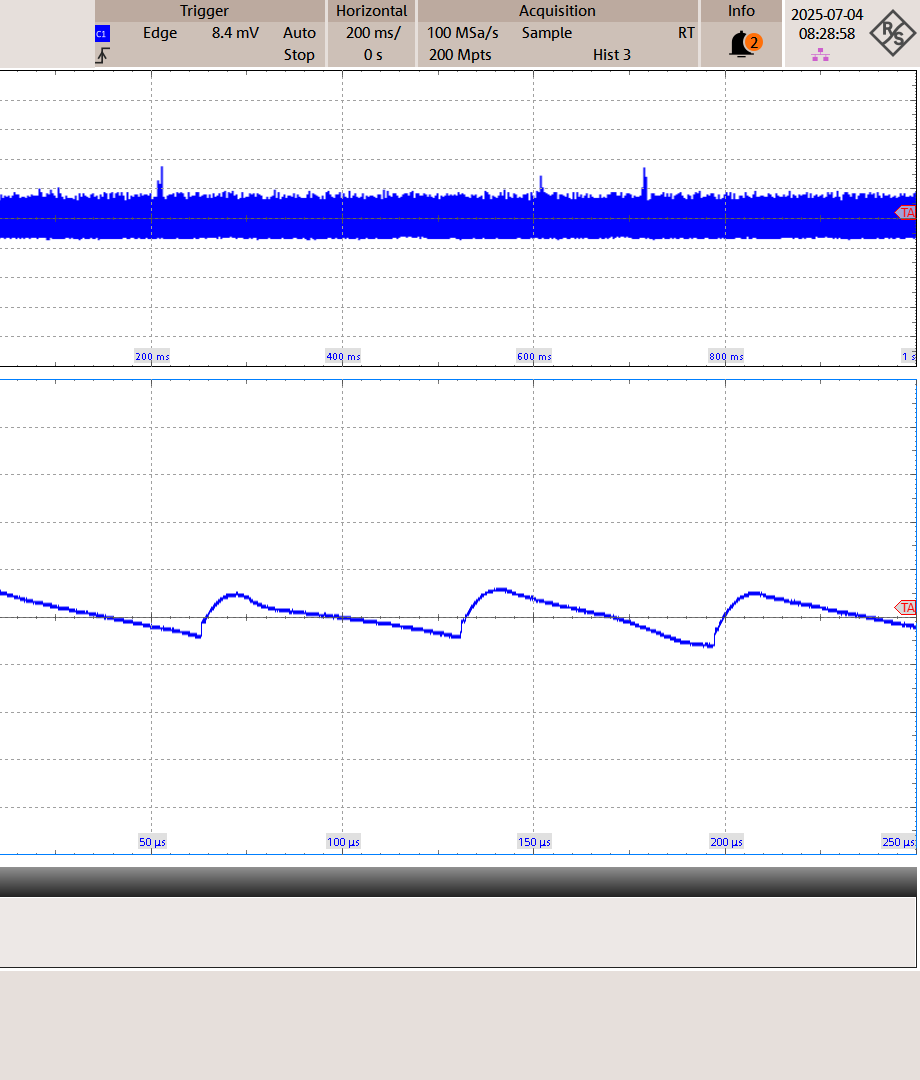 Trigger
Horizontal
Acquisition
Info
2025-07-04
08:28:58
R
S
C1
Edge
8.4 mV
Auto
200 ms/
100 MSa/s
Sample
RT
2
Stop
0 s
200 Mpts
Hist 3
TA
200 ms
400 ms
600 ms
800 ms
1 s
TA
50 µs
100 µs
150 µs
200 µs
250 µs